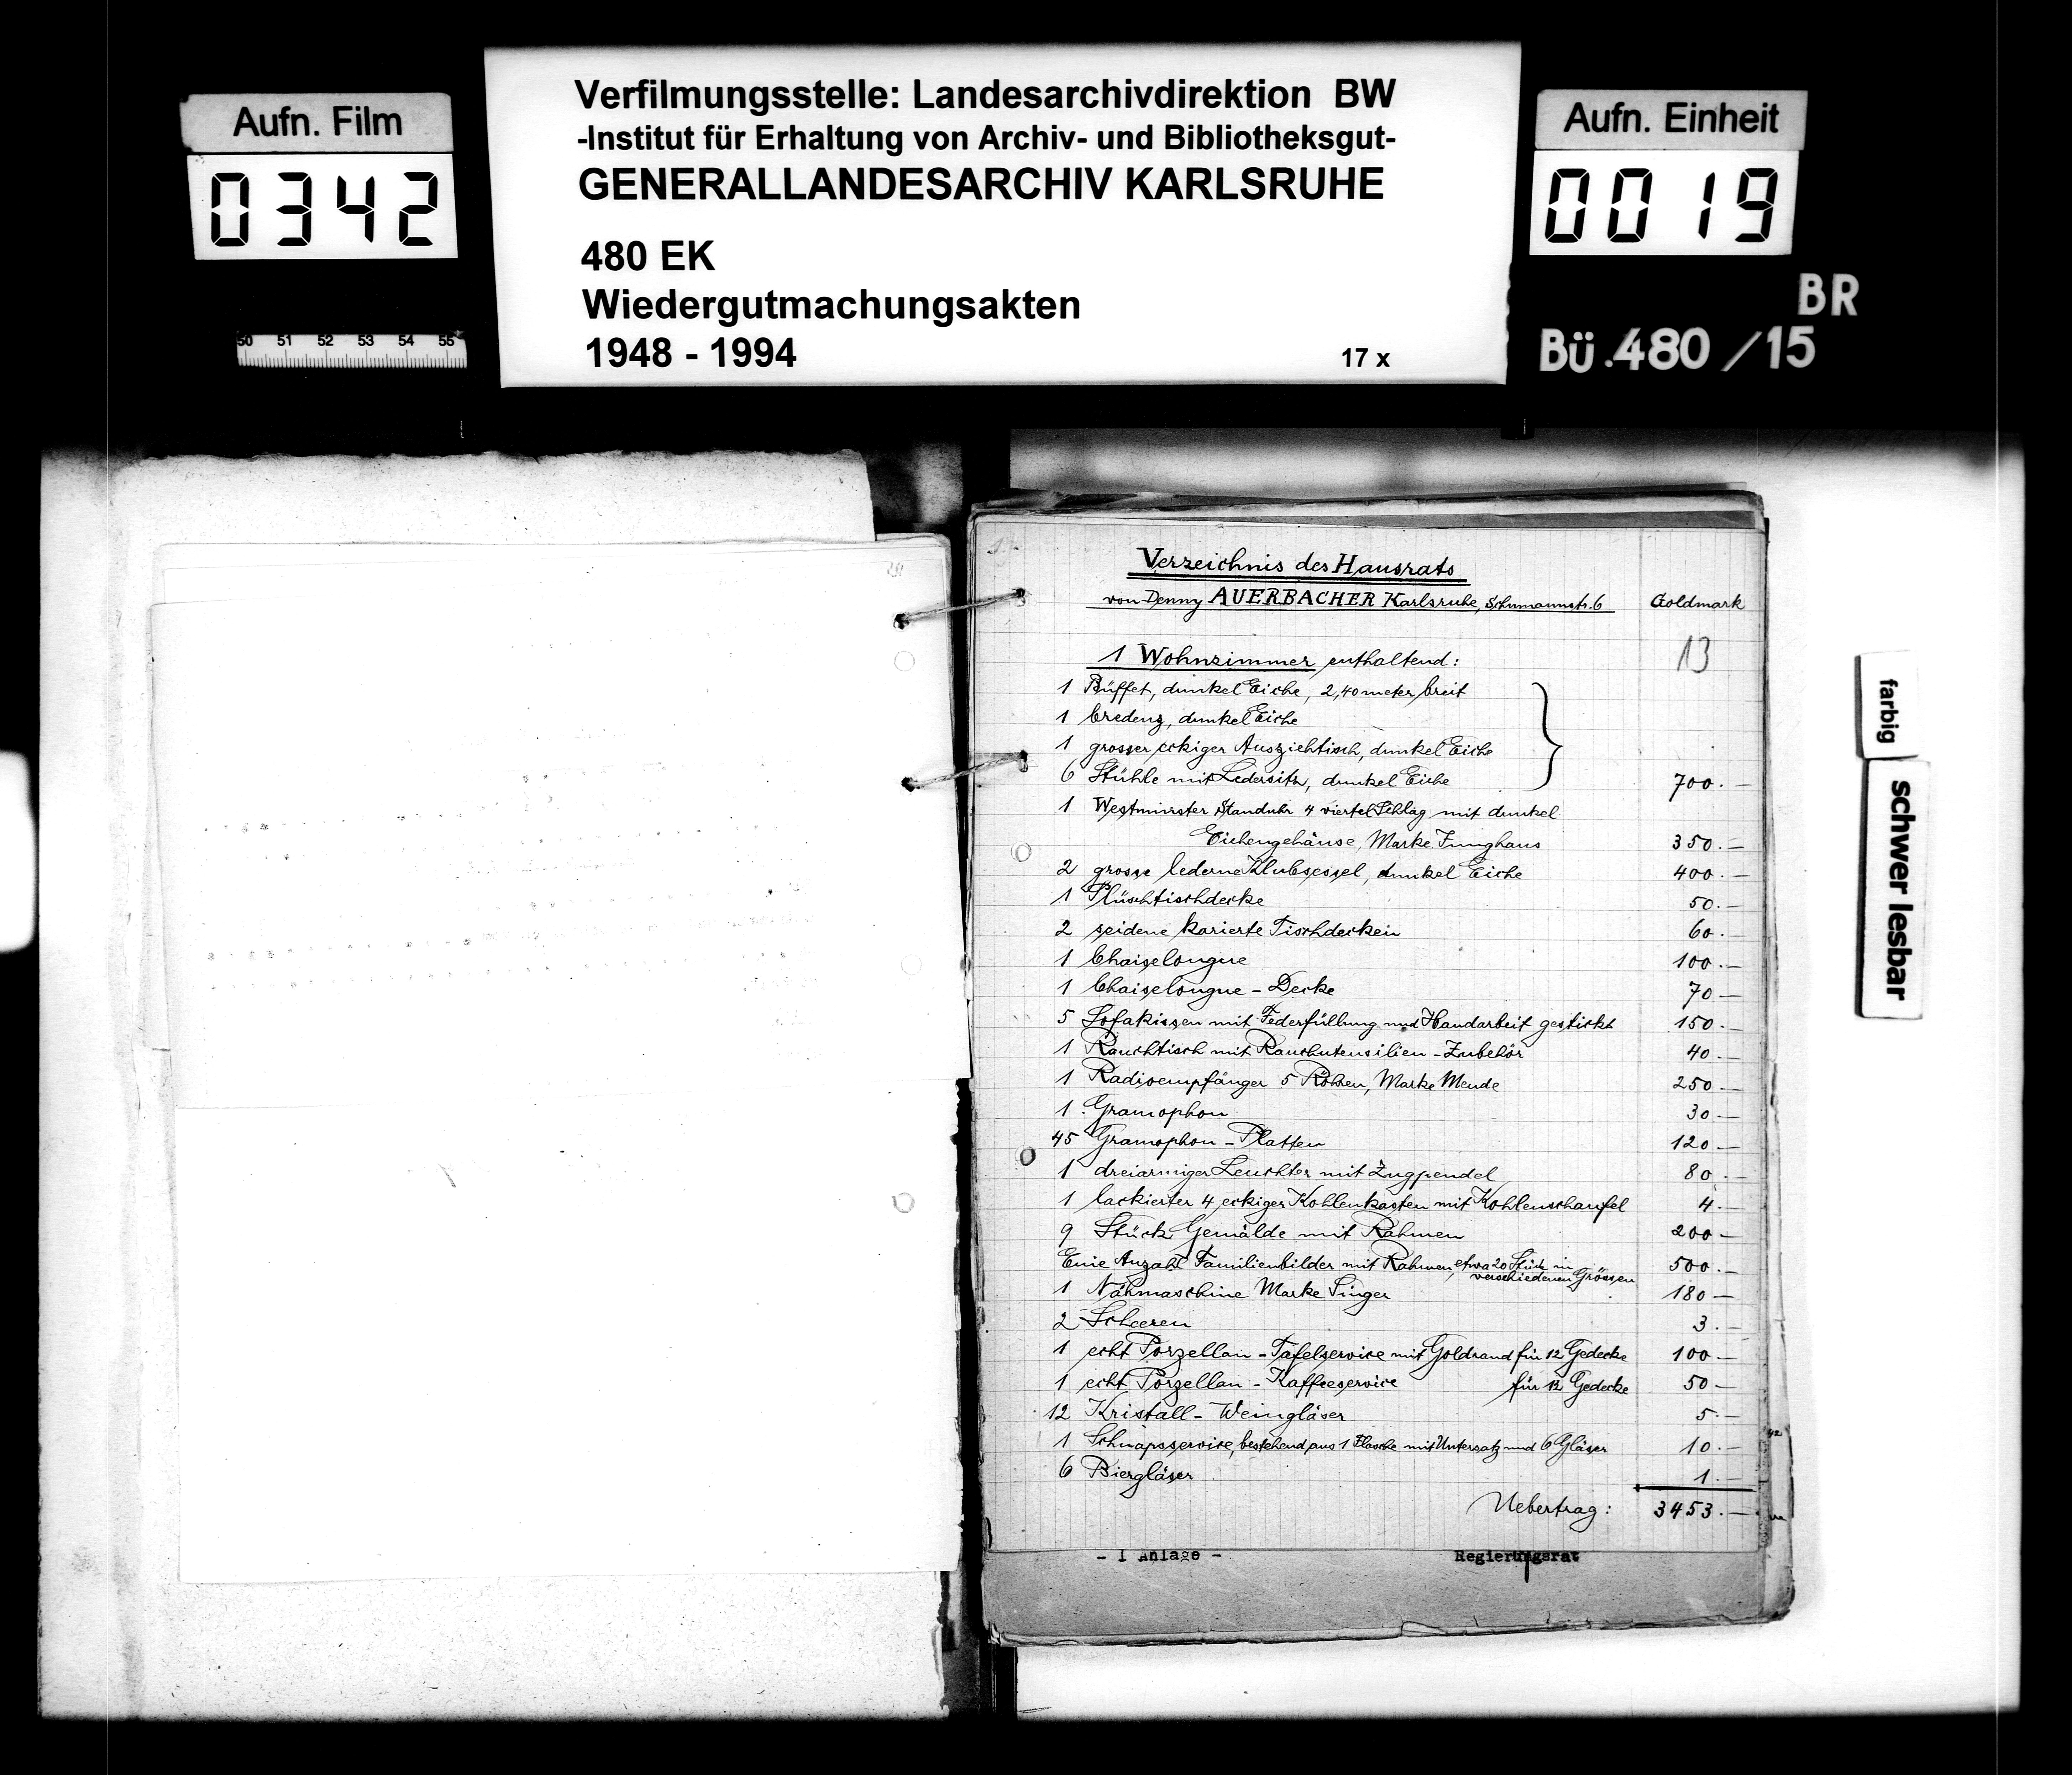 Aufn. Film
0342
50 51 52 53 54 55
Verfilmungsstelle: Landesarchivdirektion BW
-Institut für Erhaltung von Archiv- und Bibliotheksgut-
GENERALLANDESARCHIV KARLSRUHE
480 EK
Wiedergutmachungsakten
1948 - 1994
17 x
Aufn. Einheit
0019
BR
Bü.480/15
farbig
schwer lesbar
Verzeichnis des Hausrats
von Denny AUERBACHER Karlsruhe, Schumannstr. 6 Goldmark
13
1 Wohnzimmer enthaltend:
1 Büffet, dunkel Eiche, 2,40 meter breit
1 Credenz, dunkel Eiche
1 grosser eckiger Ausziehtisch, dunkel Eiche
6 Stühle mit Ledersitz, dunkel Eiche 700.—
1 Westminster Standuhr 4 viertel Schlag mit dunkel
Eichengehäuse, Marke Junghans 350.—
2 grosse lederne Klubsessel, dunkel Eiche 400.—
1 Plüschtischdecke 50.—
2 seidene karierte Tischdecken 60.—
1 Chaiselongue 100.—
1 Chaiselongue - Decke 70 —
5 Sofakissen mit Federfüllung und Handarbeit gestickt 150.—
1 Rauchtisch mit Rauchutensilien - Zubehör 40.—
1 Radioempfänger 5 Röhren, Marke Mende 250.—
1 Gramophon 30.—
45 Gramophon - Platten 120.—
1 dreiarmiger Leuchter mit Zugpendel 80.—
1 lackierter 4 eckiger Kohlenkasten mit Kohlenschaufel 4.—
9 Stück Gemälde mit Rahmen 200 —
Eine Anzahl Familienbilder mit Rahmen, etwa 20 Stück in verschiedenen Grössen 500.—
1 Nähmaschine Marke Singer 180 —
2 Scheeren 3.—
1 echt Porzellan - Tafelservice mit Goldrand für 12 Gedecke 100 —
1 echt Porzellan - Kaffeeservice für 12 Gedecke 50 —
12 Kristall - Weingläser 5.—
1 Schnapsservice, bestehend aus 1 Flasche mit Untersatz und 6 Gläser 10.—
6 Biergläser 1.—
Uebertrag: 3453.—
- 1 Anlage -
Regierungsrat